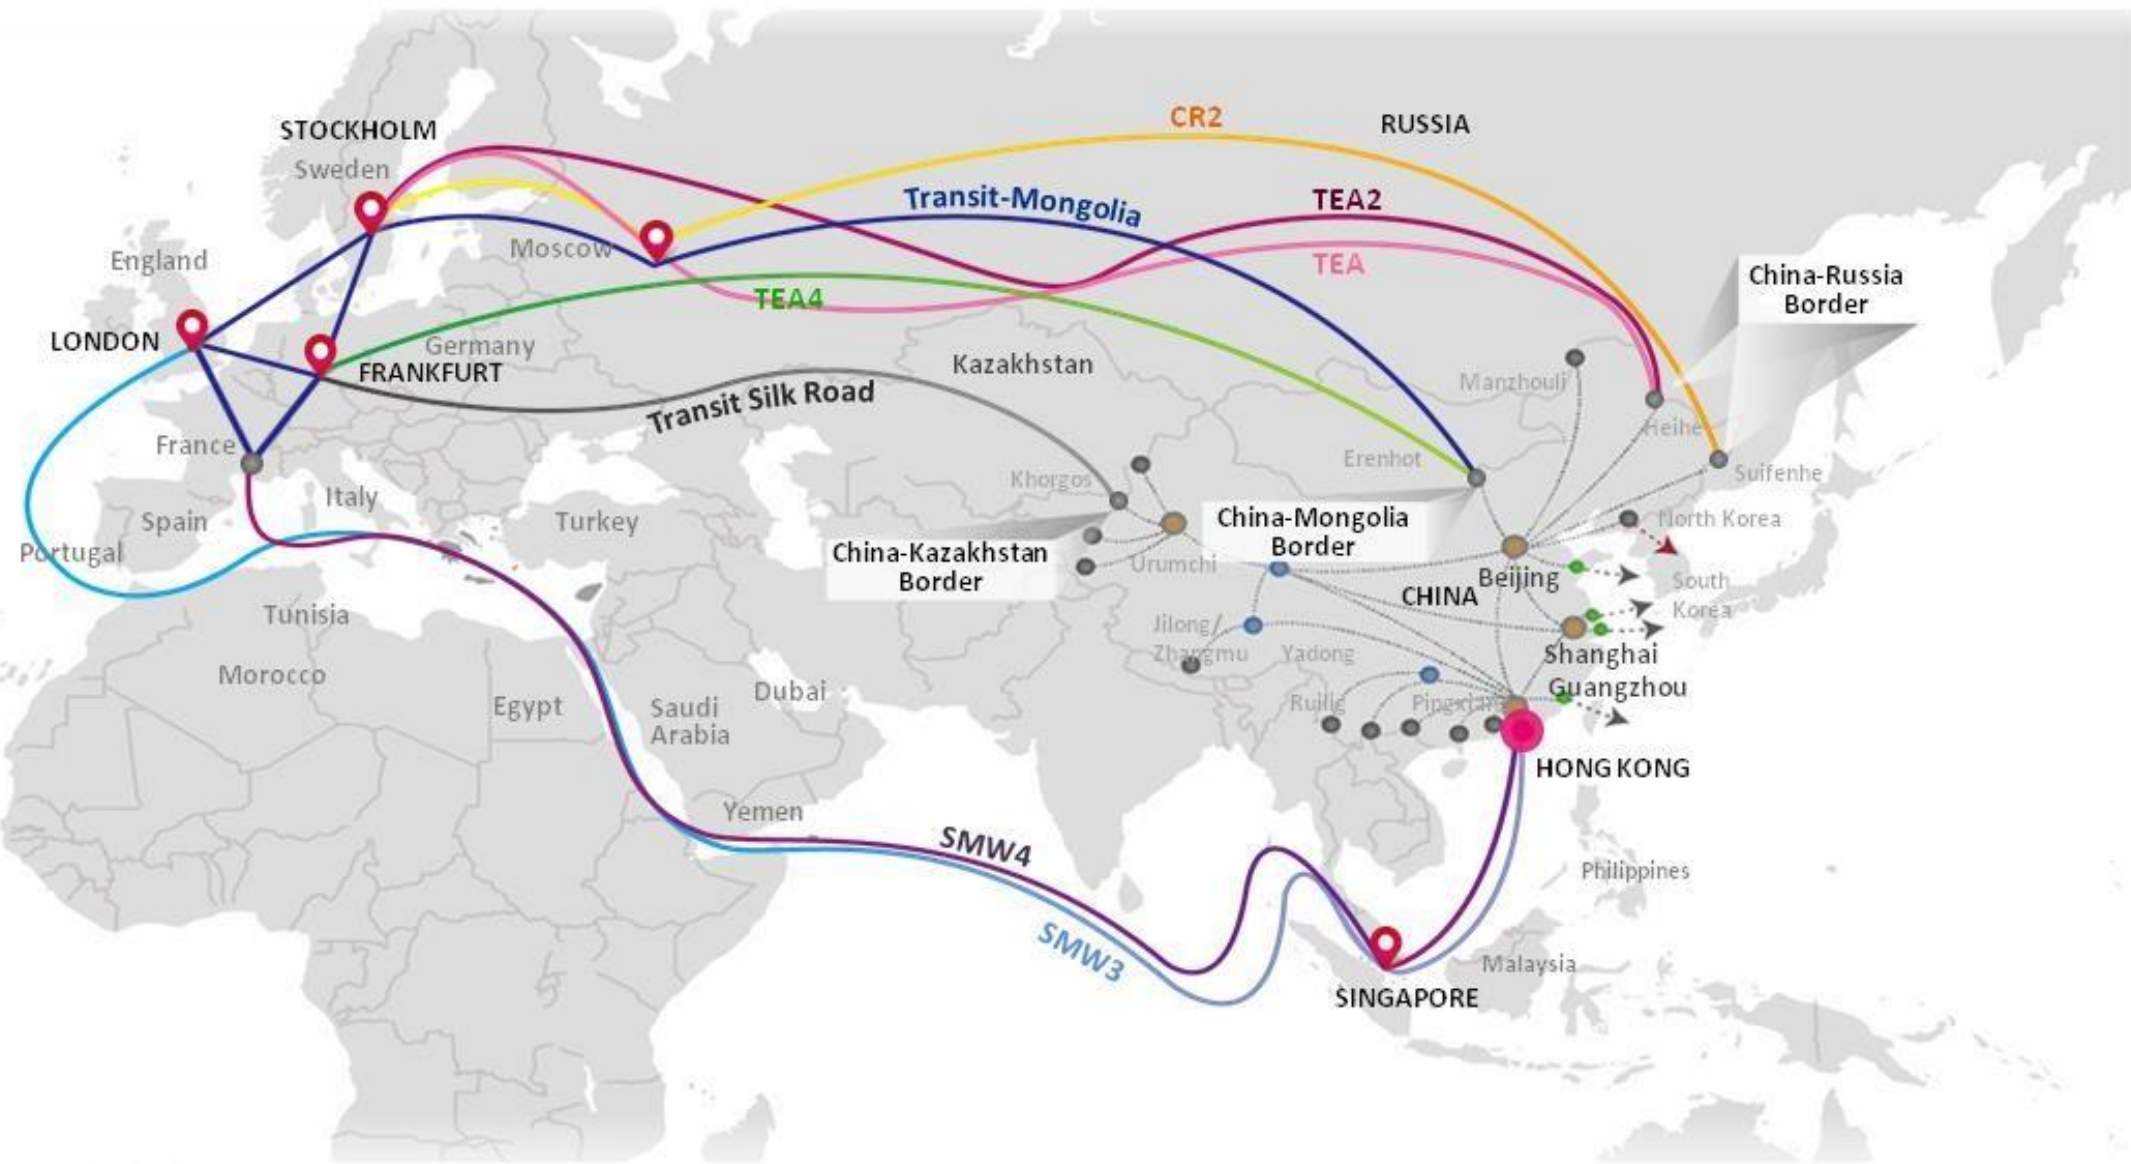 CR2
RUSSIA
STOCKHOLM
Sweden
Transit-Mongolia
TEA2
England
Moscow
TEA
China-Russia
Border
TEA4
LONDON
Germany
FRANKFURT
Kazakhstan
Manzhouli
Transit Silk Road
France
Heihe
Erenhot
Khorgos
Suifenhe
Italy
Spain
Turkey
China-Mongolia
Border
North Korea
Portugal
China-Kazakhstan
Border
Urumchi
Beijing
CHINA
South
Korea
Tunisia
Jilong/
Zhangmu
Yadong
Shanghai
Morocco
Dubai
Guangzhou
Egypt
Saudi
Arabia
HONG KONG
Yemen
SMW4
Philippines
SMW3
Malaysia
SINGAPORE